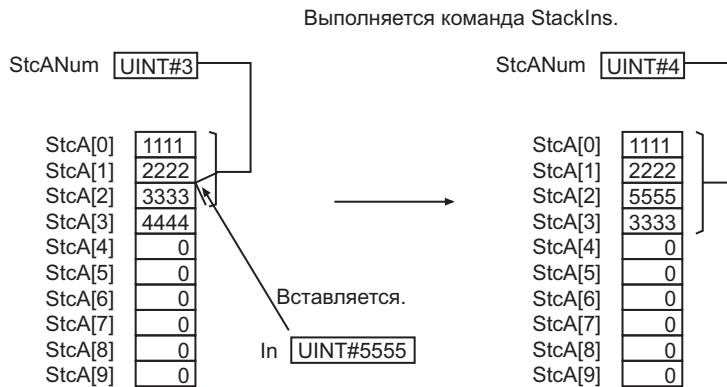 Выполняется команда StackIns.
StcANum UINT#3 StcANum UINT#4
StcA[0] 1111 StcA[0] 1111
StcA[1] 2222 StcA[1] 2222
StcA[2] 3333 StcA[2] 5555
StcA[3] 4444 StcA[3] 3333
StcA[4] 0 StcA[4] 0
StcA[5] 0 StcA[5] 0
StcA[6] 0 Вставляется. StcA[6] 0
StcA[7] 0 StcA[7] 0
StcA[8] 0 In UINT#5555 StcA[8] 0
StcA[9] 0 StcA[9] 0